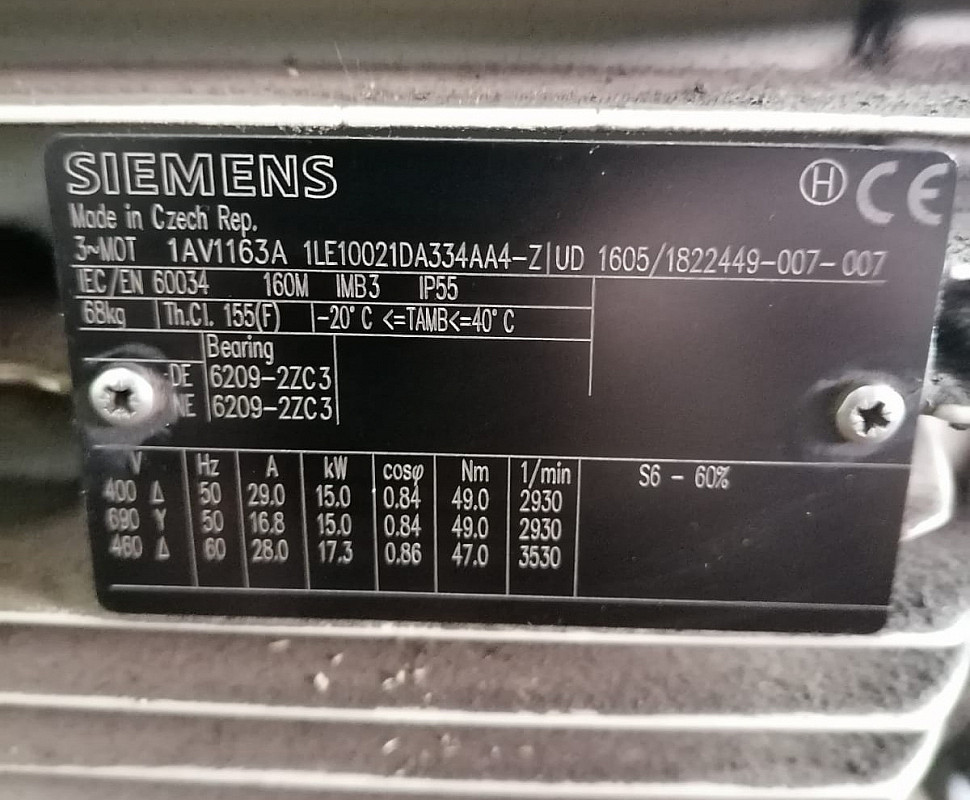 SIEMENS
H CE
Made in Czech Rep.
3~MOT 1AV1163A 1LE10021DA334AA4-Z UD 1605/1822449-007-007
IEC/EN 60034 160M IMB3 IP55
68kg Th.Cl. 155(F) -20°C <=TAMB<=40°C
Bearing
DE 6209-2ZC3
NE 6209-2ZC3
V Hz A kW cosφ Nm 1/min S6 - 60%
400 Δ 50 29.0 15.0 0.84 49.0 2930
690 Y 50 16.8 15.0 0.84 49.0 2930
460 Δ 60 28.0 17.3 0.86 47.0 3530